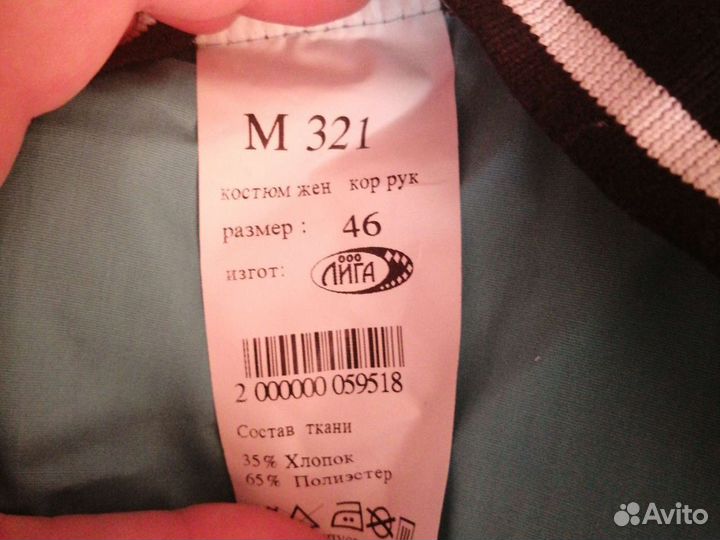 М 321
костюм жен кор рук
размер : 46
изгот: ООО ЛИГА
2 000000 059518
Состав ткани
35% Хлопок
65% Полиэстер
Avito